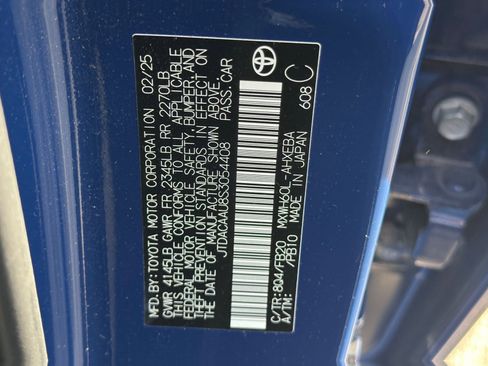 MFD. BY: TOYOTA MOTOR CORPORATION 02/25
GVWR 4145LB GAWR FR 2345LB RR 2270LB
THIS VEHICLE CONFORMS TO ALL APPLICABLE
FEDERAL MOTOR VEHICLE SAFETY, BUMPER, AND
THEFT PREVENTION STANDARDS IN EFFECT ON
THE DATE OF MANUFACTURE SHOWN ABOVE.
JTDACAAJ8S3044408 PASS. CAR
608 C
C/TR: 8Q4/FB20 MXWH60L-AHXEBA
A/TM: /PB10 MADE IN JAPAN